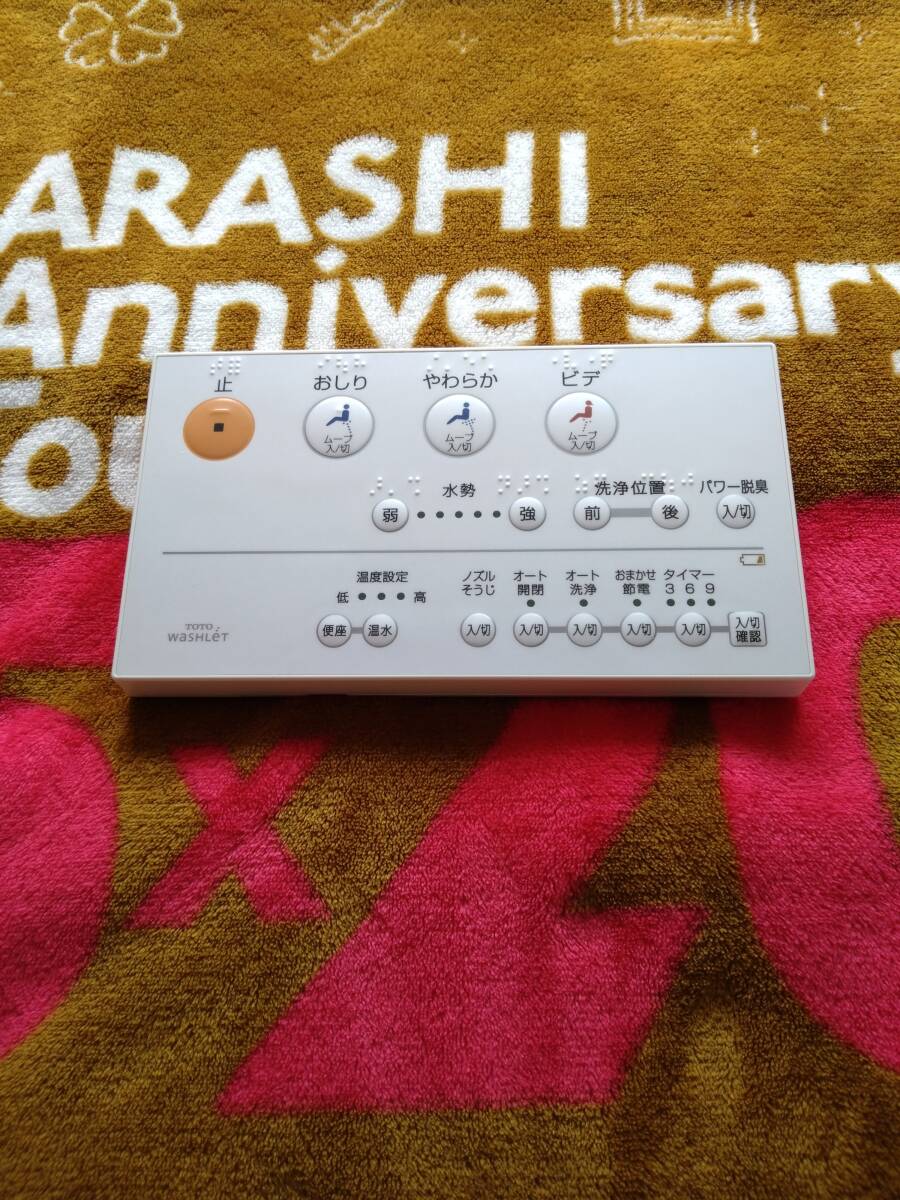 ARASHI
Anniversary
Tou
5x20
止 おしり やわらか ビデ
ムーブ 入/切 ムーブ 入/切 ムーブ 入/切
水勢 洗浄位置 パワー脱臭
弱 強 前 後 入/切
温度設定
低 高
便座 温水
ノズル そうじ オート 開閉 オート 洗浄 おまかせ 節電 タイマー 3 6 9
入/切 入/切 入/切 入/切 入/切 入/切 確認
TOTO
WASHLET